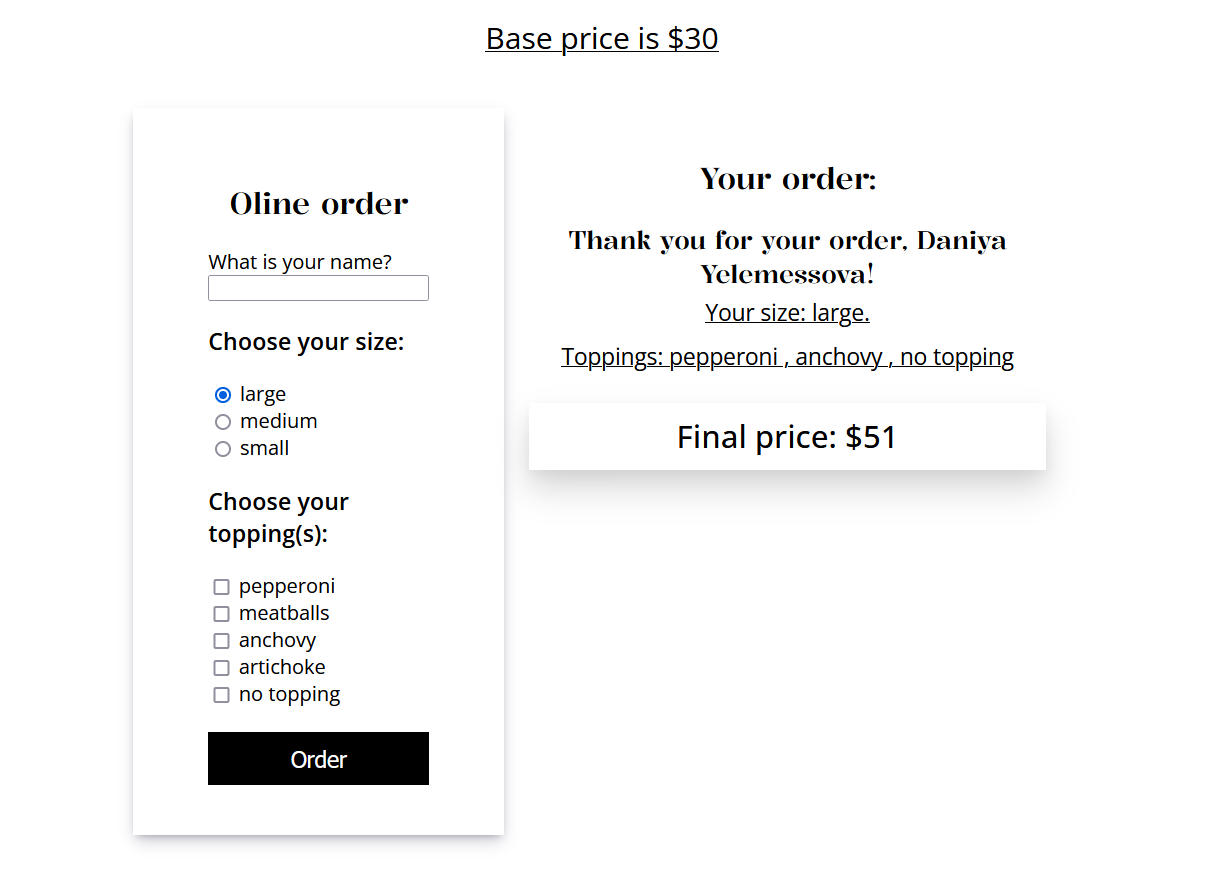 Base price is $30
Oline order
What is your name?
Choose your size:
large
medium
small
Choose your
topping(s):
pepperoni
meatballs
anchovy
artichoke
no topping
Order
Your order:
Thank you for your order, Daniya
Yelemessova!
Your size: large.
Toppings: pepperoni , anchovy , no topping
Final price: $51